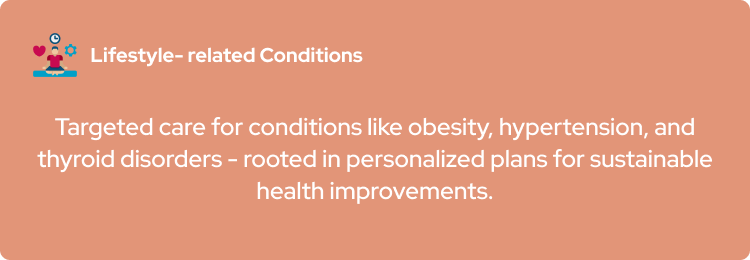 Lifestyle- related Conditions
Targeted care for conditions like obesity, hypertension, and
thyroid disorders - rooted in personalized plans for sustainable
health improvements.